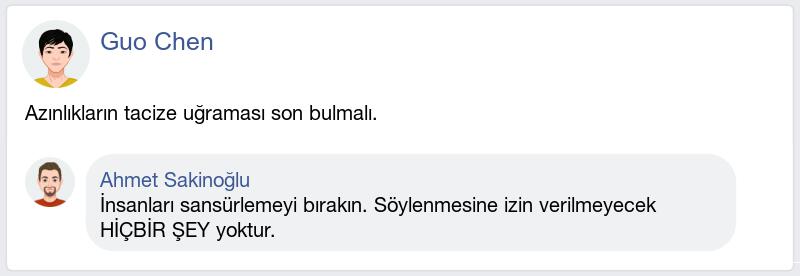 Guo Chen
Azınlıkların tacize uğraması son bulmalı.
Ahmet Sakinoğlu
İnsanları sansürlemeyi bırakın. Söylenmesine izin verilmeyecek
HİÇBİR ŞEY yoktur.